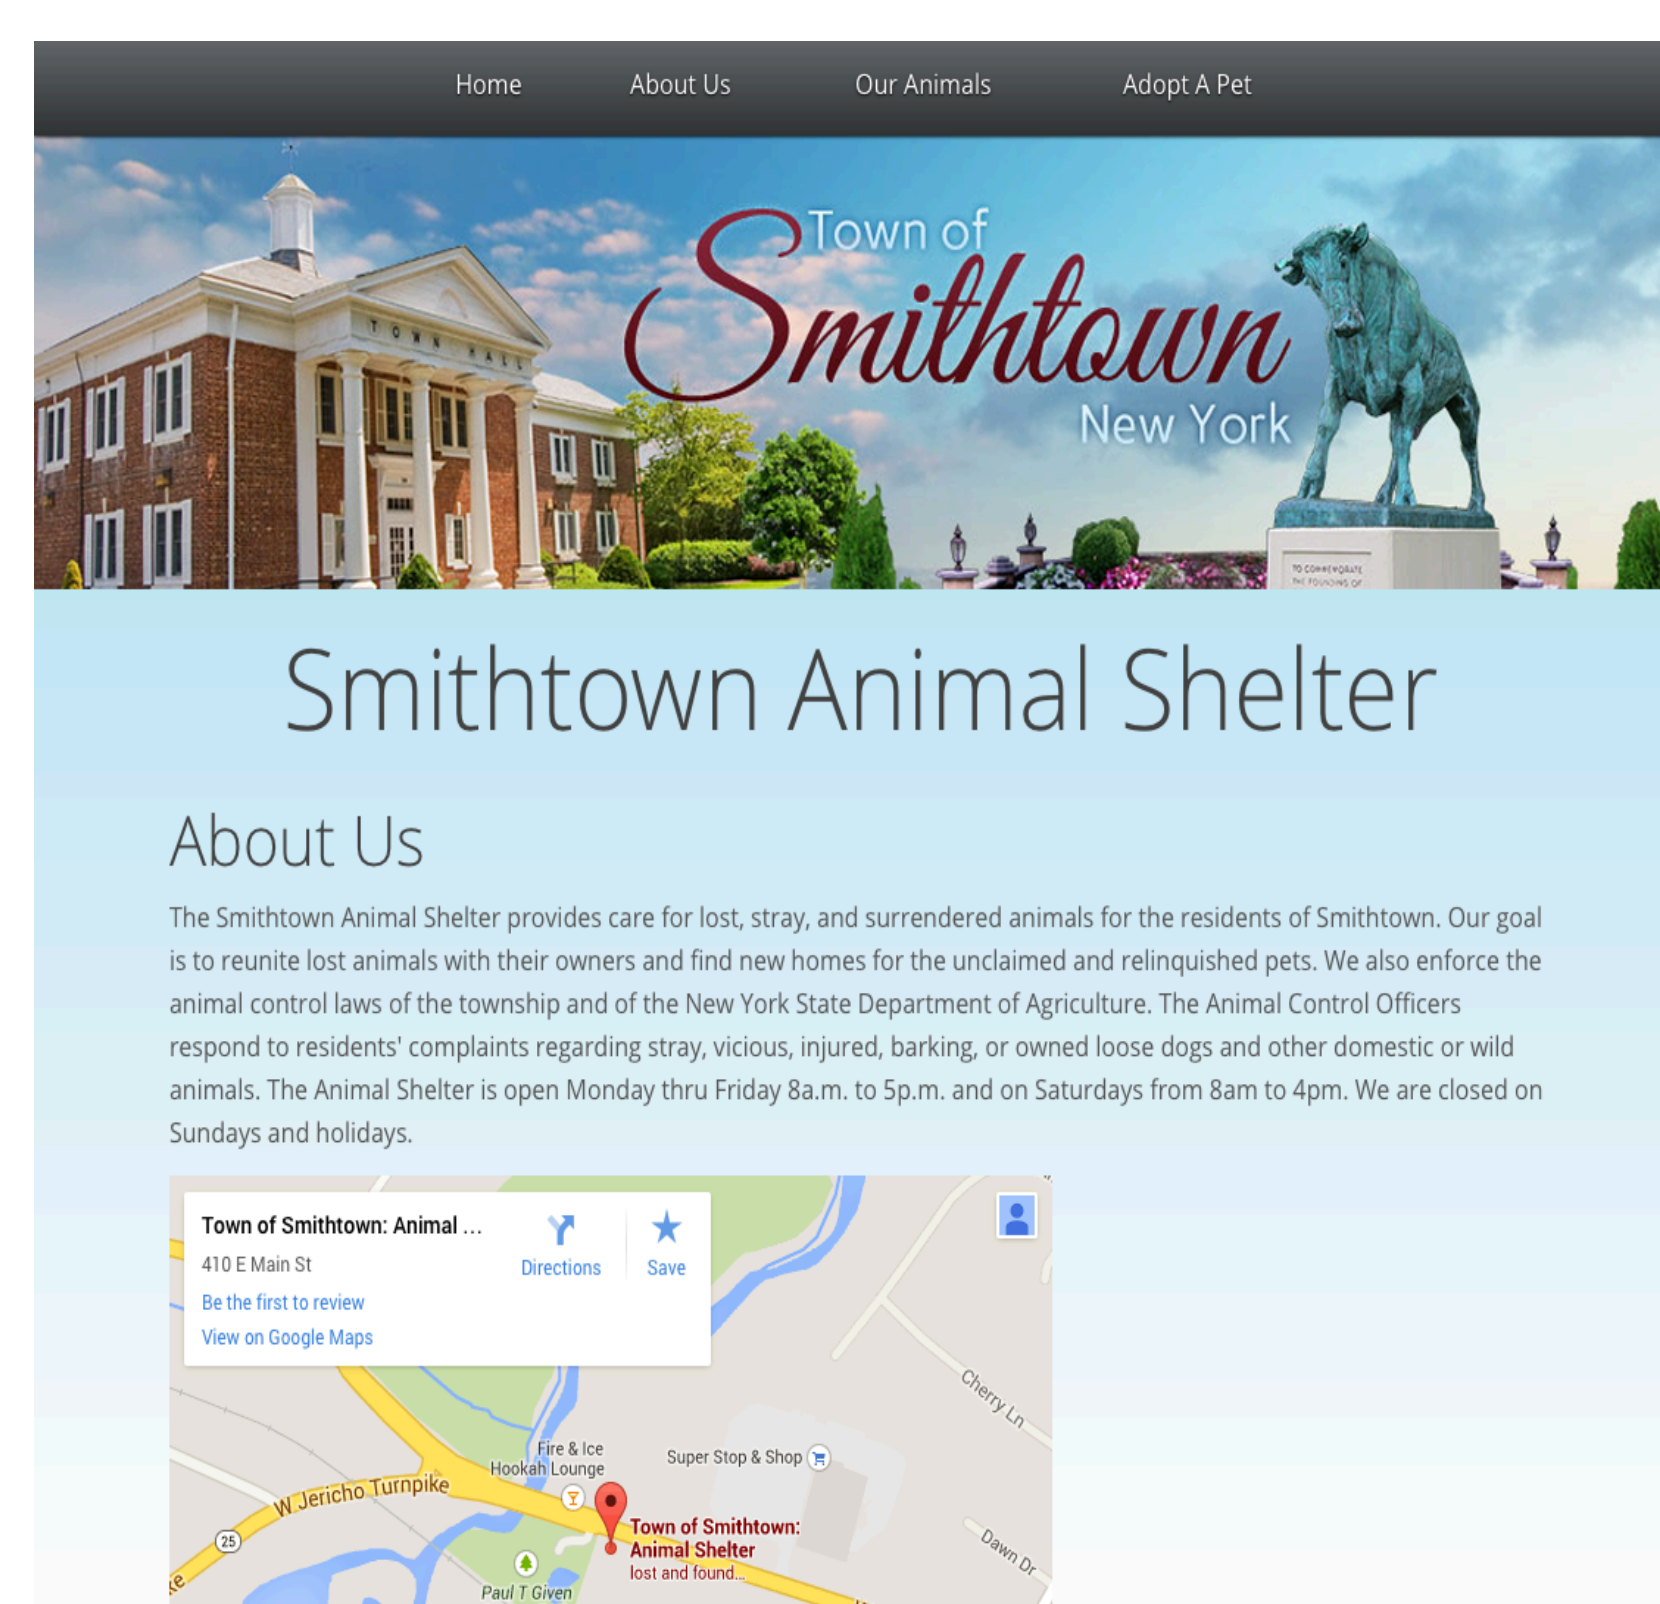 Home About Us Our Animals Adopt A Pet
TOWN HALL
Town of
Smithtown
New York
TO COMMEMORATE
THE FOUNDING OF
Smithtown Animal Shelter
About Us
The Smithtown Animal Shelter provides care for lost, stray, and surrendered animals for the residents of Smithtown. Our goal
is to reunite lost animals with their owners and find new homes for the unclaimed and relinquished pets. We also enforce the
animal control laws of the township and of the New York State Department of Agriculture. The Animal Control Officers
respond to residents' complaints regarding stray, vicious, injured, barking, or owned loose dogs and other domestic or wild
animals. The Animal Shelter is open Monday thru Friday 8a.m. to 5p.m. and on Saturdays from 8am to 4pm. We are closed on
Sundays and holidays.
Town of Smithtown: Animal ...
410 E Main St
Be the first to review
View on Google Maps
Directions
Save
Cherry Ln
Fire & Ice
Hookah Lounge
Super Stop & Shop
W Jericho Turnpike
25
Town of Smithtown:
Animal Shelter
lost and found...
Dawn Dr
Paul T Given